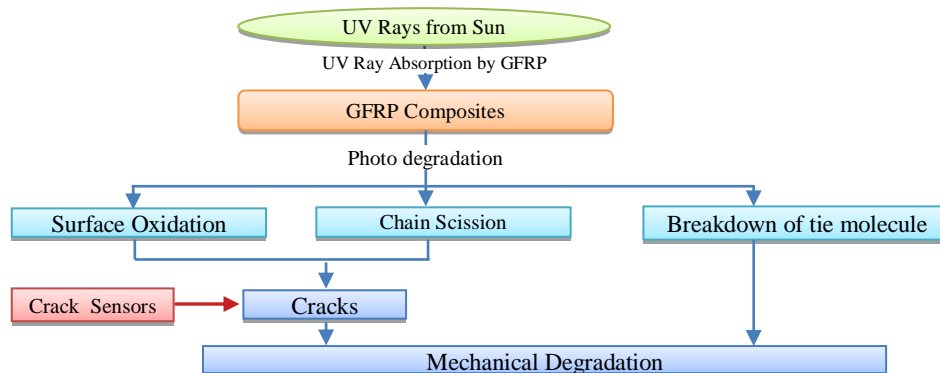 UV Rays from Sun
UV Ray Absorption by GFRP
GFRP Composites
Photo degradation
Surface Oxidation
Chain Scission
Breakdown of tie molecule
Crack Sensors
Cracks
Mechanical Degradation